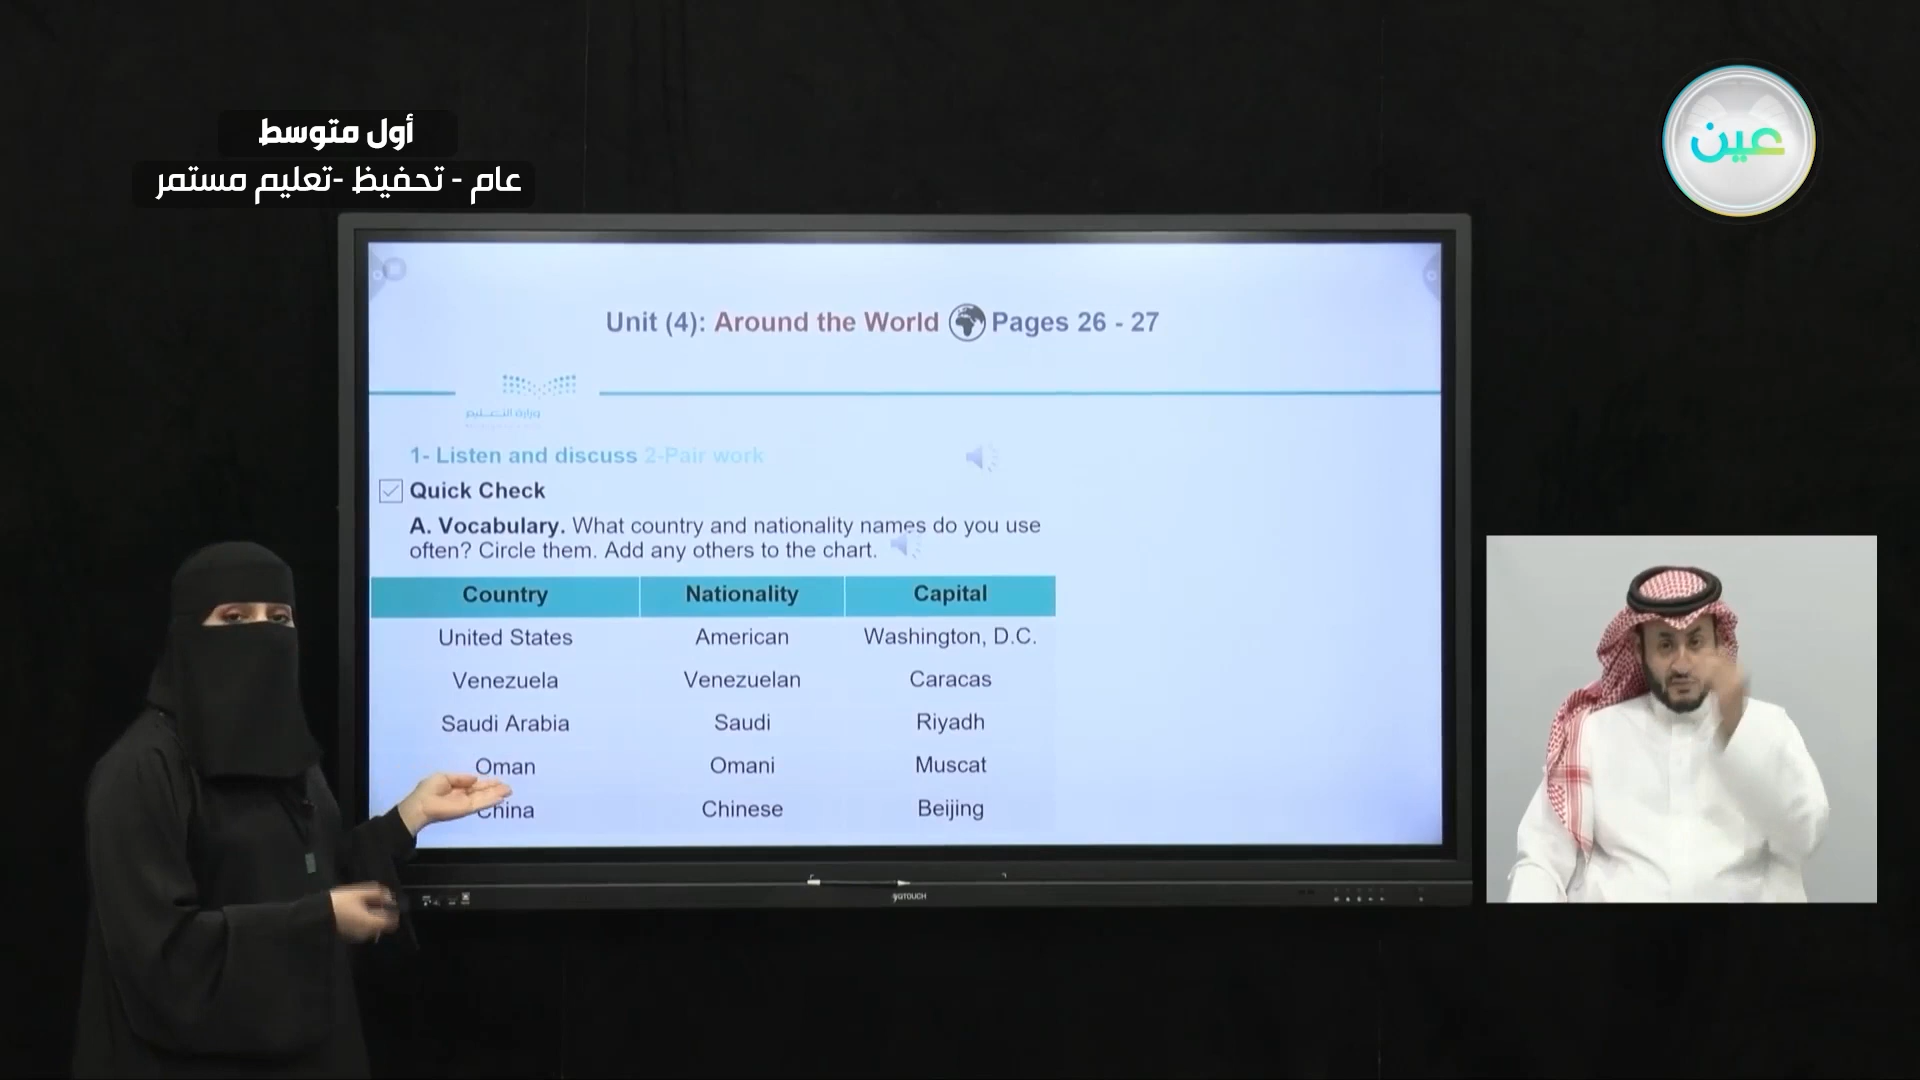 أول متوسط
عام - تحفيظ -تعليم مستمر
عين
Unit (4): Around the World Pages 26 - 27
وزارة التعليم
1- Listen and discuss 2-Pair work
Quick Check
A. Vocabulary. What country and nationality names do you use
often? Circle them. Add any others to the chart.
Country Nationality Capital
United States American Washington, D.C.
Venezuela Venezuelan Caracas
Saudi Arabia Saudi Riyadh
Oman Omani Muscat
China Chinese Beijing